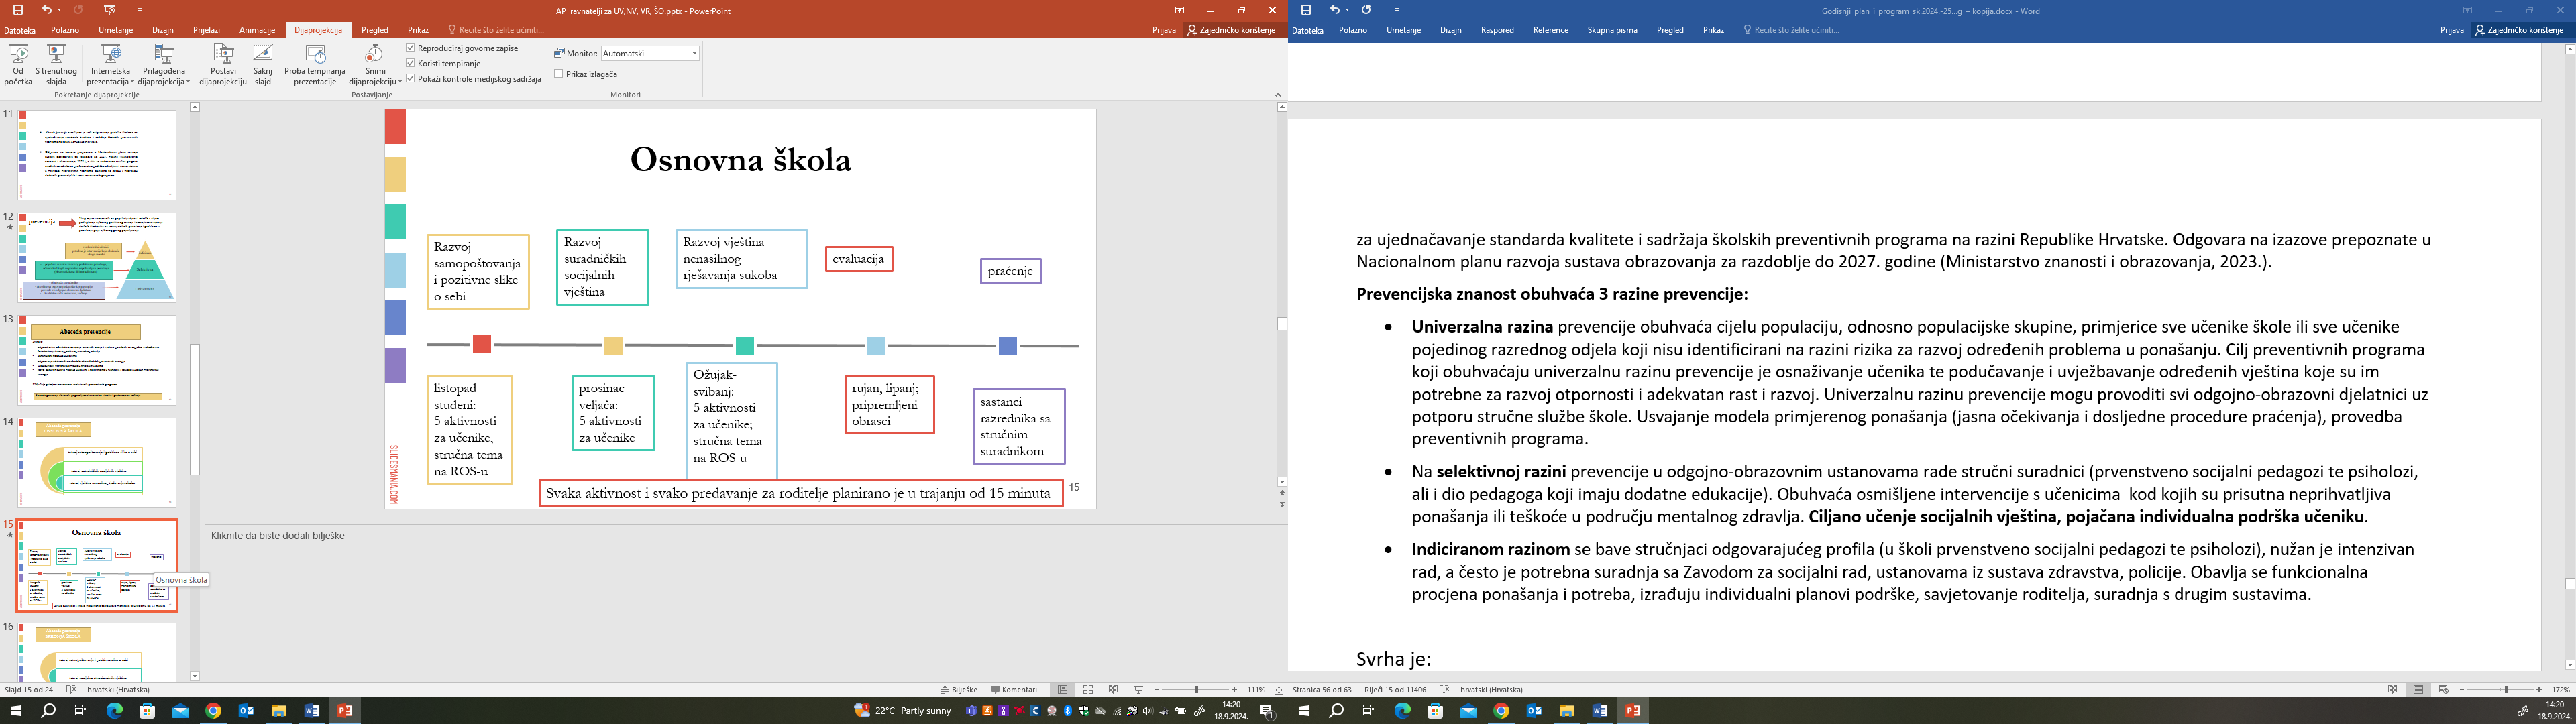 AP ravnatelji za UV,NV, VR, ŠO.pptx - PowerPoint
Datoteka Polazno Umetanje Dizajn Prijelazi Animacije Dijaprojekcija Pregled Prikaz Recite što želite učiniti... Prijava Zajedničko korištenje
Od početka
S trenutnog slajda
Internetska prezentacija
Prilagođena dijaprojekcija
Pokretanje dijaprojekcije
Postavi dijaprojekciju
Sakrij slajd
Proba tempiranja prezentacije
Snimi dijaprojekciju
Reproduciraj govorne zapise
Koristi tempiranje
Pokaži kontrole medijskog sadržaja
Postavljanje
Monitor: Automatski
Prikaz izlagača
Monitori
11
12
prevencija
13
Abeceda prevencije
14
15
Osnovna škola
Osnovna škola
16
Osnovna škola
Razvoj
samopoštovanja
i pozitivne slike
o sebi
Razvoj
suradničkih
socijalnih
vještina
Razvoj vještina
nenasilnog
rješavanja sukoba
evaluacija
praćenje
listopad-
studeni:
5 aktivnosti
za učenike,
stručna tema
na ROS-u
prosinac-
veljača:
5 aktivnosti
za učenike
Ožujak-
svibanj:
5 aktivnosti
za učenike;
stručna tema
na ROS-u
rujan, lipanj;
pripremljeni
obrasci
sastanci
razrednika sa
stručnim
suradnikom
Svaka aktivnost i svako predavanje za roditelje planirano je u trajanju od 15 minuta
15
SLIDESMANIA.COM
Kliknite da biste dodali bilješke
Slajd 15 od 24 hrvatski (Hrvatska) Bilješke Komentari 111%
22°C Partly sunny
14:20
18.9.2024.
1
Godisnji_plan_i_program_sk.2024.-25...g – kopija.docx - Word
Datoteka Polazno Umetanje Dizajn Raspored Reference Skupna pisma Pregled Prikaz Recite što želite učiniti... Prijava Zajedničko korištenje
za ujednačavanje standarda kvalitete i sadržaja školskih preventivnih programa na razini Republike Hrvatske. Odgovara na izazove prepoznate u
Nacionalnom planu razvoja sustava obrazovanja za razdoblje do 2027. godine (Ministarstvo znanosti i obrazovanja, 2023.).
Prevencijska znanost obuhvaća 3 razine prevencije:
• Univerzalna razina prevencije obuhvaća cijelu populaciju, odnosno populacijske skupine, primjerice sve učenike škole ili sve učenike
pojedinog razrednog odjela koji nisu identificirani na razini rizika za razvoj određenih problema u ponašanju. Cilj preventivnih programa
koji obuhvaćaju univerzalnu razinu prevencije je osnaživanje učenika te podučavanje i uvježbavanje određenih vještina koje su im
potrebne za razvoj otpornosti i adekvatan rast i razvoj. Univerzalnu razinu prevencije mogu provoditi svi odgojno-obrazovni djelatnici uz
potporu stručne službe škole. Usvajanje modela primjerenog ponašanja (jasna očekivanja i dosljedne procedure praćenja), provedba
preventivnih programa.
• Na selektivnoj razini prevencije u odgojno-obrazovnim ustanovama rade stručni suradnici (prvenstveno socijalni pedagozi te psiholozi,
ali i dio pedagoga koji imaju dodatne edukacije). Obuhvaća osmišljene intervencije s učenicima kod kojih su prisutna neprihvatljiva
ponašanja ili teškoće u području mentalnog zdravlja. Ciljano učenje socijalnih vještina, pojačana individualna podrška učeniku.
• Indiciranom razinom se bave stručnjaci odgovarajućeg profila (u školi prvenstveno socijalni pedagozi te psiholozi), nužan je intenzivan
rad, a često je potrebna suradnja sa Zavodom za socijalni rad, ustanovama iz sustava zdravstva, policije. Obavlja se funkcionalna
procjena ponašanja i potreba, izrađuju individualni planovi podrške, savjetovanje roditelja, suradnja s drugim sustavima.
Svrha je:
Stranica 56 od 63 Riječi 15 od 11406 hrvatski (Hrvatska) 172%
14:20
18.9.2024.